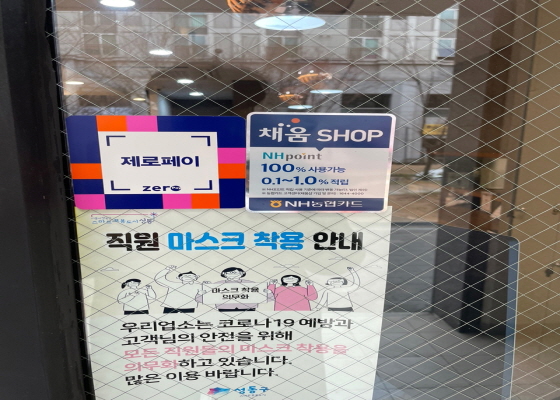 제로페이
zero
채움 SHOP
NHpoint
100% 사용가능
0.1~1.0% 적립
NH농협카드
직원 마스크 착용 안내
마스크 착용
의무화
우리업소는 코로나19 예방과
고객님의 안전을 위해
모든 직원들의 마스크 착용을
의무화하고 있습니다.
많은 이용 바랍니다.
성동구